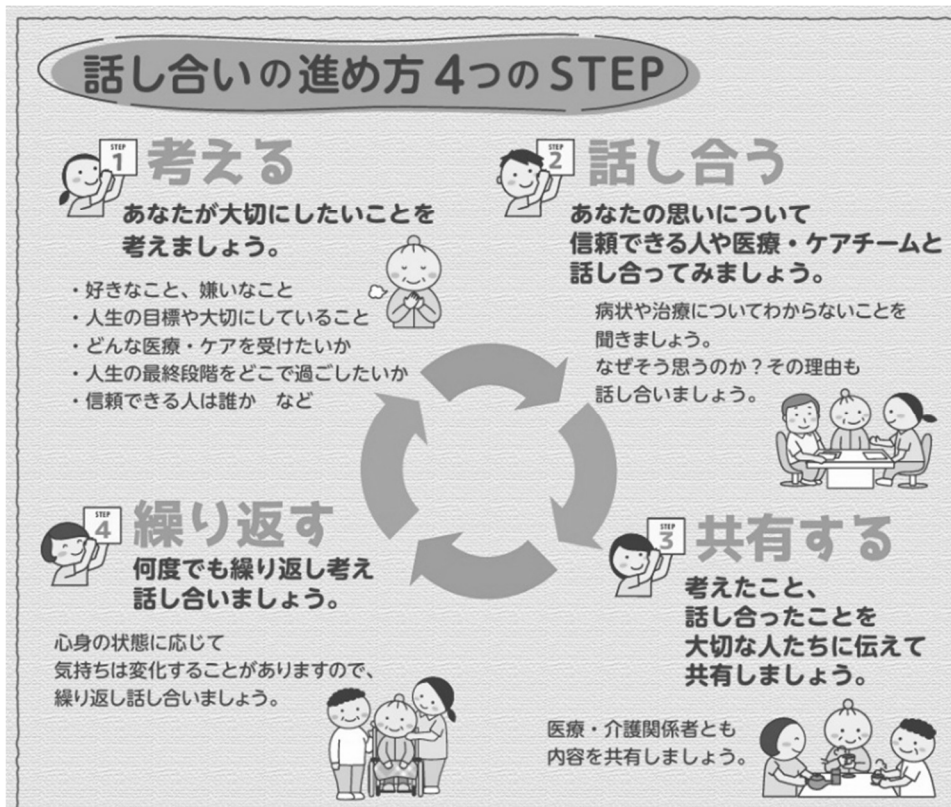 話し合いの進め方 4つのSTEP
STEP
1
考える
あなたが大切にしたいことを
考えましょう。
・好きなこと、嫌いなこと
・人生の目標や大切にしていること
・どんな医療・ケアを受けたいか
・人生の最終段階をどこで過ごしたいか
・信頼できる人は誰か　など
STEP
2
話し合う
あなたの思いについて
信頼できる人や医療・ケアチームと
話し合ってみましょう。
病状や治療についてわからないことを
聞きましょう。
なぜそう思うのか？その理由も
話し合いましょう。
STEP
3
共有する
考えたこと、
話し合ったことを
大切な人たちに伝えて
共有しましょう。
医療・介護関係者とも
内容を共有しましょう。
STEP
4
繰り返す
何度でも繰り返し考え
話し合いましょう。
心身の状態に応じて
気持ちは変化することがありますので、
繰り返し話し合いましょう。